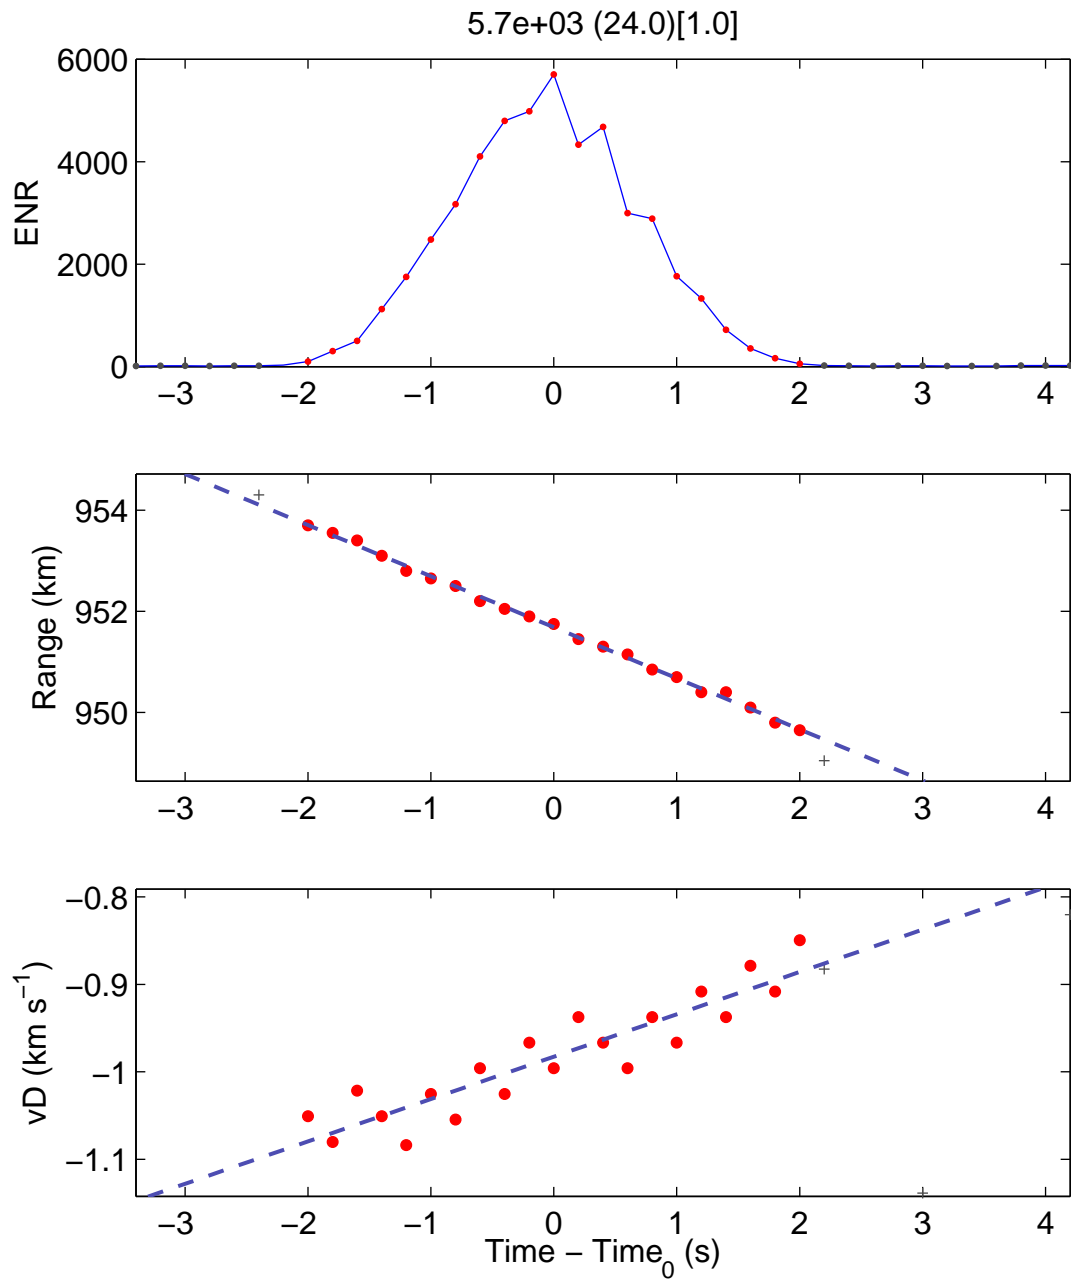 5.7e+03 (24.0)[1.0]
6000
4000
2000
0
ENR
−3 −2 −1 0 1 2 3 4
954
952
950
Range (km)
−3 −2 −1 0 1 2 3 4
−0.8
−0.9
−1
−1.1
vD (km s⁻¹)
−3 −2 −1 0 1 2 3 4
Time − Time₀ (s)